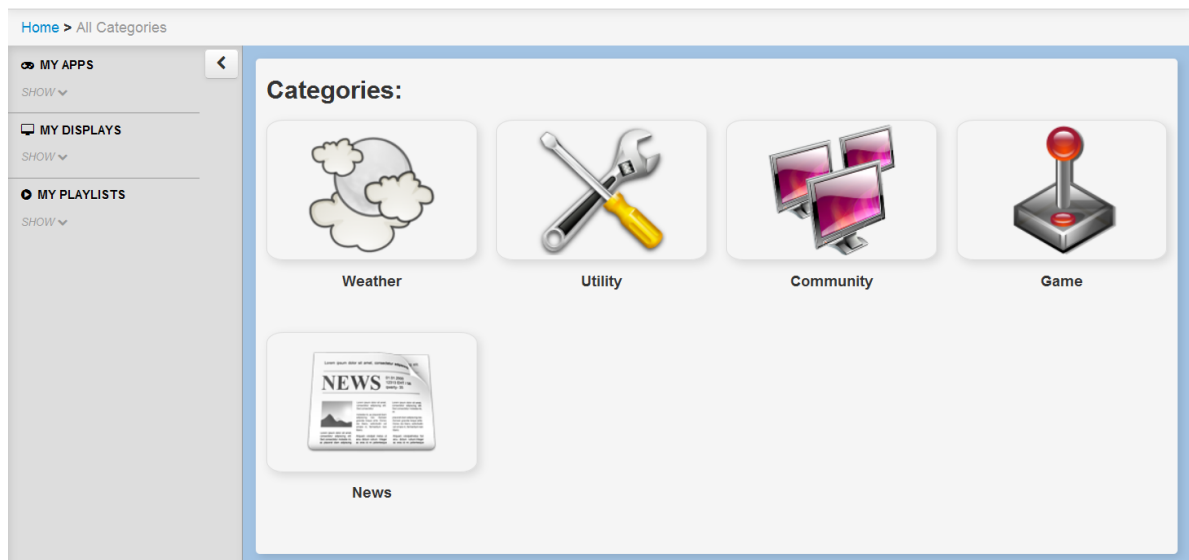 Home > All Categories
MY APPS
SHOW
MY DISPLAYS
SHOW
MY PLAYLISTS
SHOW
Categories:
Weather
Utility
Community
Game
NEWS
News